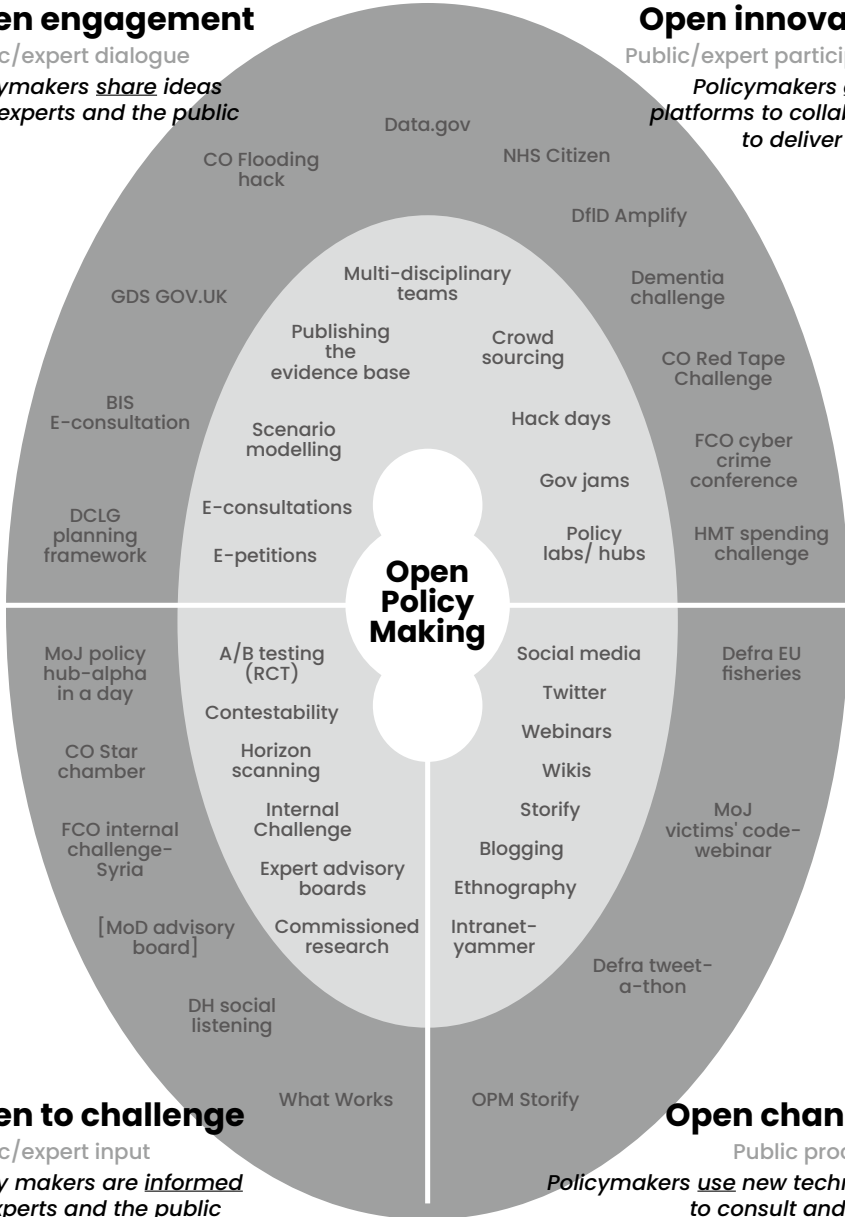 en engagement
c/expert dialogue
ymakers share ideas
experts and the public
Open innova
Public/expert partici
Policymakers
platforms to collab
to deliver
Data.gov
CO Flooding
hack
NHS Citizen
DfID Amplify
GDS GOV.UK
Dementia
challenge
CO Red Tape
Challenge
BIS
E-consultation
FCO cyber
crime
conference
DCLG
planning
framework
HMT spending
challenge
Multi-disciplinary
teams
Publishing
the
evidence base
Crowd
sourcing
Scenario
modelling
Hack days
E-consultations
Gov jams
E-petitions
Policy
labs/ hubs
Open
Policy
Making
MoJ policy
hub-alpha
in a day
A/B testing
(RCT)
Contestability
CO Star
chamber
Horizon
scanning
FCO internal
challenge-
Syria
Internal
Challenge
Expert advisory
boards
[MoD advisory
board]
Commissioned
research
DH social
listening
What Works
Social media
Twitter
Webinars
Wikis
Storify
Blogging
Ethnography
Intranet-
yammer
Defra EU
fisheries
MoJ
victims' code-
webinar
Defra tweet-
a-thon
OPM Storify
en to challenge
c/expert input
y makers are informed
xperts and the public
Open chan
Public prod
Policymakers use new techn
to consult and